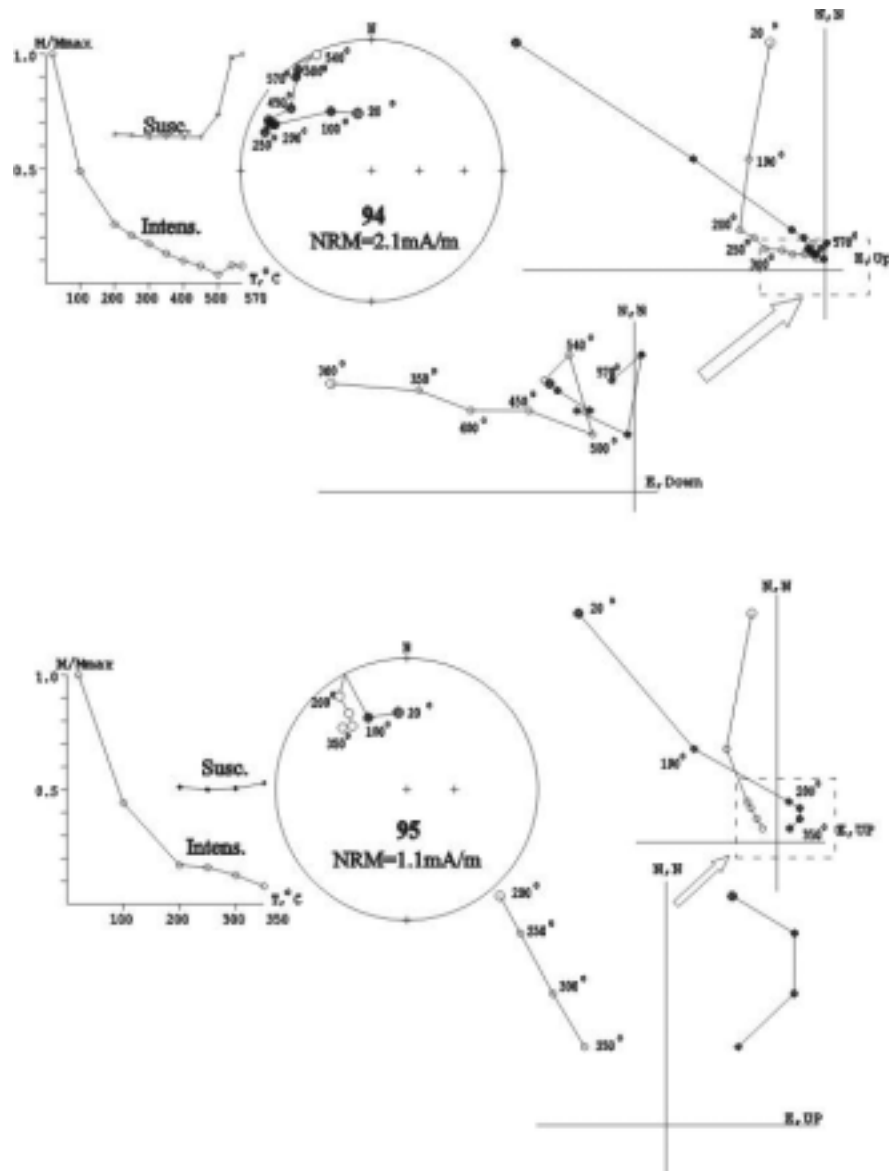 M/Mmax
1.0
0.5
Susc.
Intens.
T,°C
100 200 300 400 500 570
N
540°
570° 500°
450°
20°
100°
250° 200°
94
NRM=2.1mA/m
N,N
20°
100°
200°
250°
300°
570°
E,Up
N,N
540°
300°
350°
570°
450°
400°
500°
E,Down
M/Mmax
1.0
0.5
Susc.
Intens.
T,°C
100 200 300 350
N
200°
20°
100°
350°
95
NRM=1.1mA/m
N,N
20°
100°
200°
350°
E,UP
N,N
200°
250°
300°
350°
E,UP